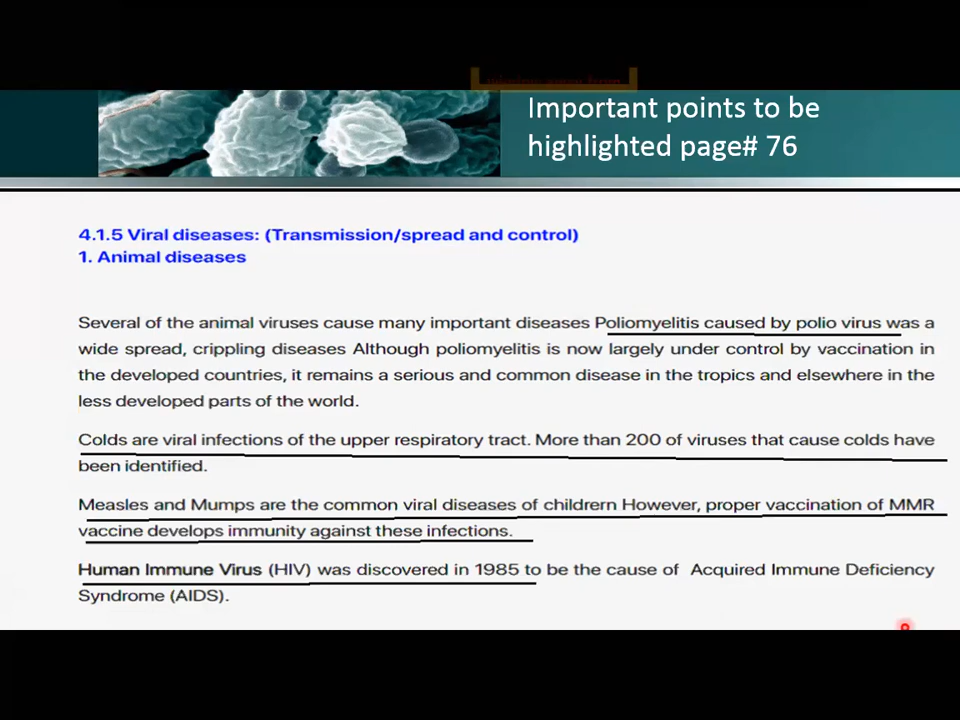 Important points to be
highlighted page# 76
4.1.5 Viral diseases: (Transmission/spread and control)
1. Animal diseases
Several of the animal viruses cause many important diseases Poliomyelitis caused by polio virus was a
wide spread, crippling diseases Although poliomyelitis is now largely under control by vaccination in
the developed countries, it remains a serious and common disease in the tropics and elsewhere in the
less developed parts of the world.
Colds are viral infections of the upper respiratory tract. More than 200 of viruses that cause colds have
been identified.
Measles and Mumps are the common viral diseases of childrern However, proper vaccination of MMR
vaccine develops immunity against these infections.
Human Immune Virus (HIV) was discovered in 1985 to be the cause of Acquired Immune Deficiency
Syndrome (AIDS).